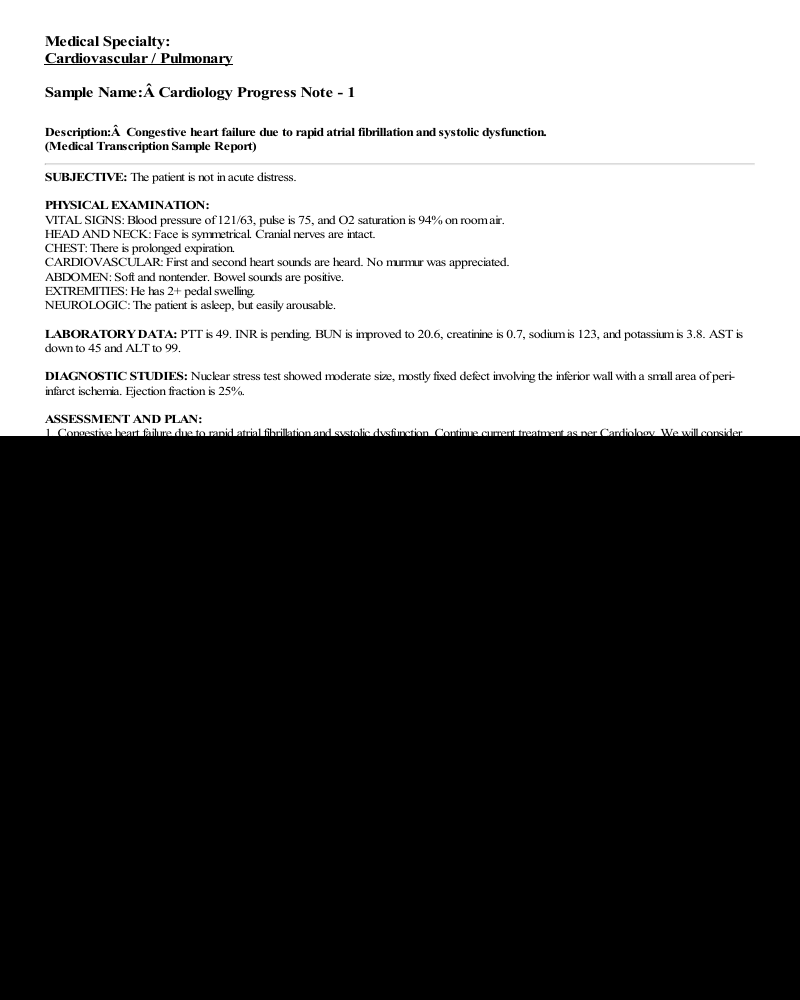 Medical Specialty:
Cardiovascular / Pulmonary
Sample Name:Â Cardiology Progress Note - 1
Description:Â Congestive heart failure due to rapid atrial fibrillation and systolic dysfunction.
(Medical Transcription Sample Report)
SUBJECTIVE: The patient is not in acute distress.
PHYSICAL EXAMINATION:
VITAL SIGNS: Blood pressure of 121/63, pulse is 75, and O2 saturation is 94% on room air.
HEAD AND NECK: Face is symmetrical. Cranial nerves are intact.
CHEST: There is prolonged expiration.
CARDIOVASCULAR: First and second heart sounds are heard. No murmur was appreciated.
ABDOMEN: Soft and nontender. Bowel sounds are positive.
EXTREMITIES: He has 2+ pedal swelling.
NEUROLOGIC: The patient is asleep, but easily arousable.
LABORATORY DATA: PTT is 49. INR is pending. BUN is improved to 20.6, creatinine is 0.7, sodium is 123, and potassium is 3.8. AST is
down to 45 and ALT to 99.
DIAGNOSTIC STUDIES: Nuclear stress test showed moderate size, mostly fixed defect involving the inferior wall with a small area of peri-
infarct ischemia. Ejection fraction is 25%.
ASSESSMENT AND PLAN:
1. Congestive heart failure due to rapid atrial fibrillation and systolic dysfunction. Continue current treatment as per Cardiology. We will consider